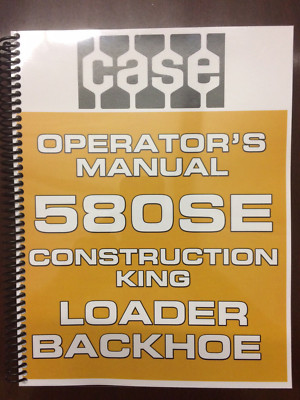 case
OPERATOR'S
MANUAL
580SE
CONSTRUCTION
KING
LOADER
BACKHOE